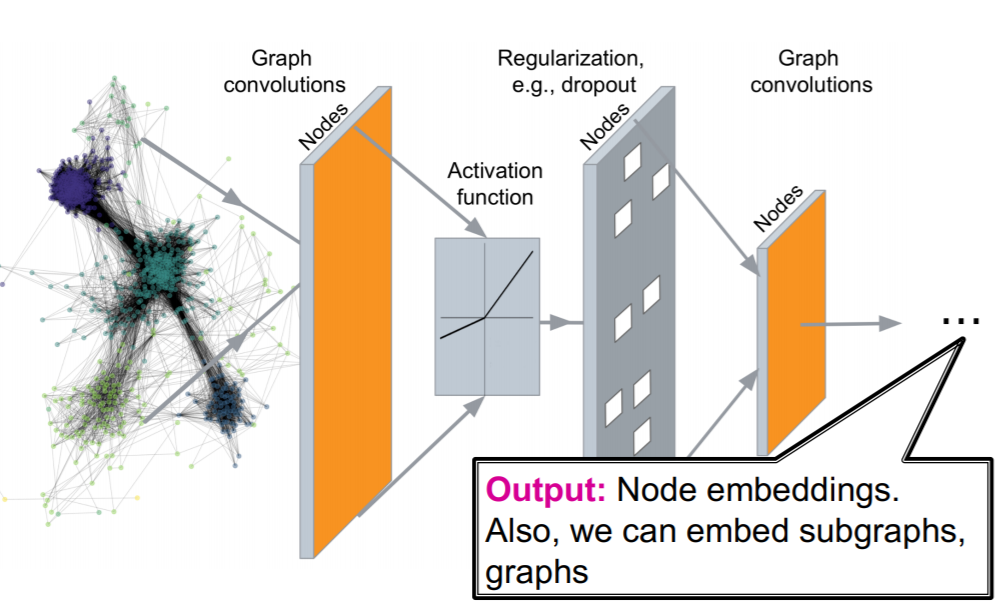 Graph
convolutions
Regularization,
e.g., dropout
Graph
convolutions
Nodes
Nodes
Activation
function
Nodes
...
Output: Node embeddings.
Also, we can embed subgraphs,
graphs